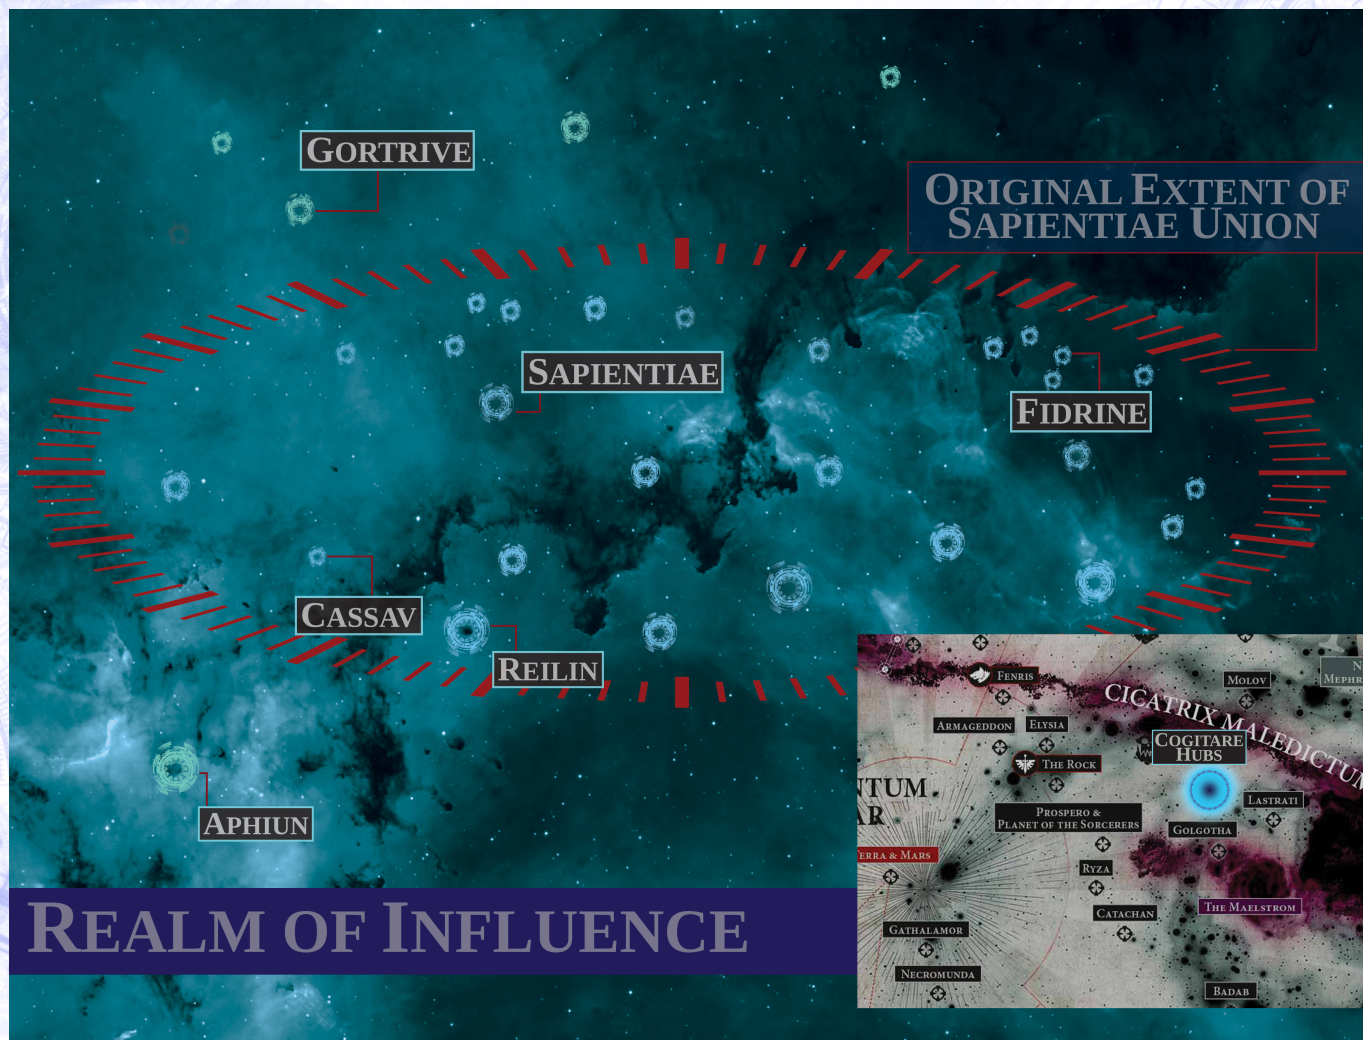 GORTRIVE
ORIGINAL EXTENT OF
SAPIENTIAE UNION
SAPIENTIAE
FIDRINE
CASSAV
REILIN
APHIUN
REALM OF INFLUENCE
FENRIS
MOLOV
CICATRIX MALEDICTUM
ARMAGEDDON
ELYSIA
COGITARE
HUBS
THE ROCK
LASTRATI
PROSPERO &
PLANET OF THE SORCERERS
GOLGOTHA
RYZA
THE MAELSTROM
CATACHAN
GATHALAMOR
NECROMUNDA
BADAB
& MARS